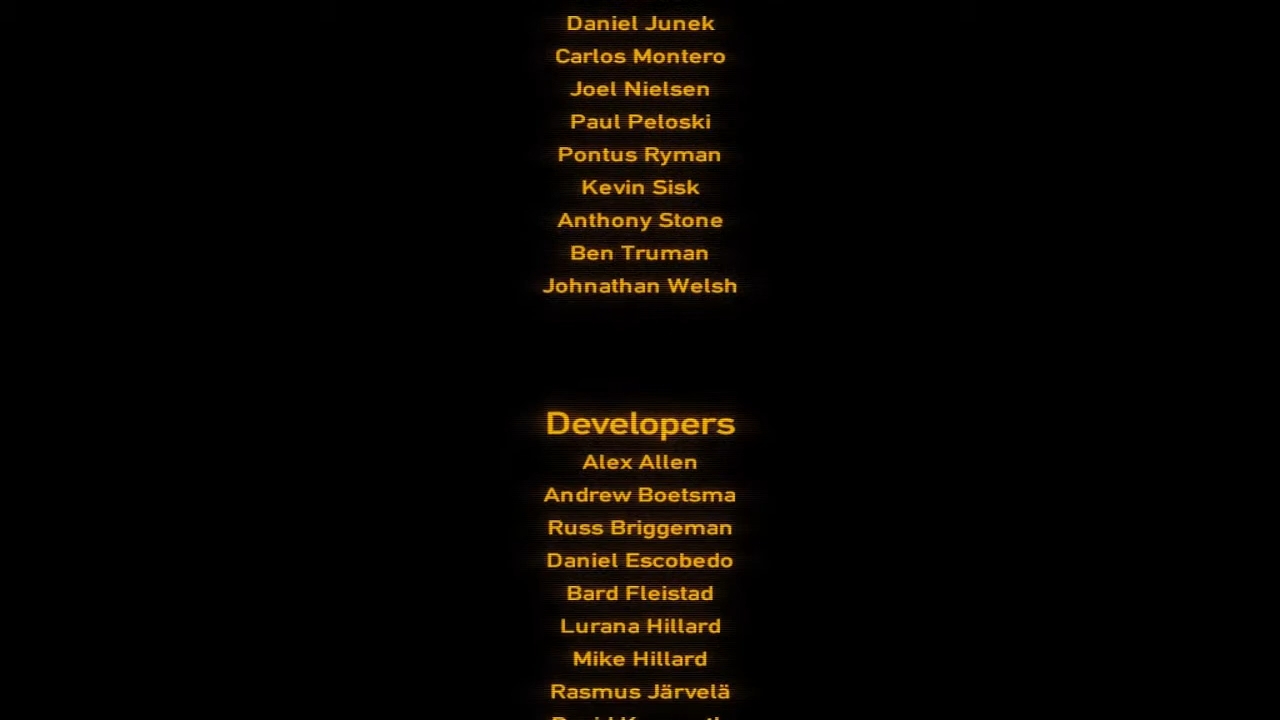 Daniel Junek
Carlos Montero
Joel Nielsen
Paul Peloski
Pontus Ryman
Kevin Sisk
Anthony Stone
Ben Truman
Johnathan Welsh
Developers
Alex Allen
Andrew Boetsma
Russ Briggeman
Daniel Escobedo
Bard Fleistad
Lurana Hillard
Mike Hillard
Rasmus Järvelä